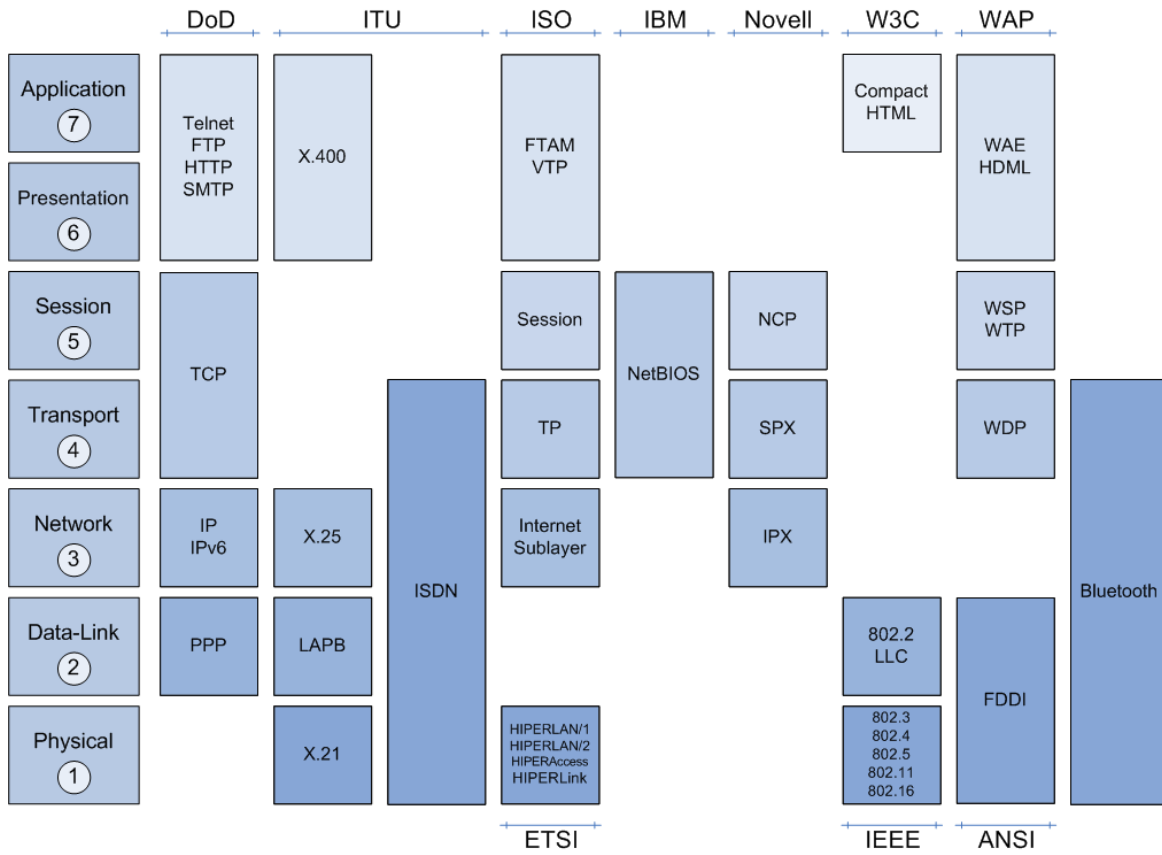 DoD
ITU
ISO
IBM
Novell
W3C
WAP
Application
7
Telnet
FTP
HTTP
SMTP
X.400
FTAM
VTP
Compact
HTML
WAE
HDML
Presentation
6
Session
5
TCP
Session
NetBIOS
NCP
WSP
WTP
Transport
4
ISDN
TP
SPX
WDP
Bluetooth
Network
3
IP
IPv6
X.25
Internet
Sublayer
IPX
Data-Link
2
PPP
LAPB
802.2
LLC
FDDI
Physical
1
X.21
HIPERLAN/1
HIPERLAN/2
HIPERAccess
HIPERLink
802.3
802.4
802.5
802.11
802.16
ETSI
IEEE
ANSI